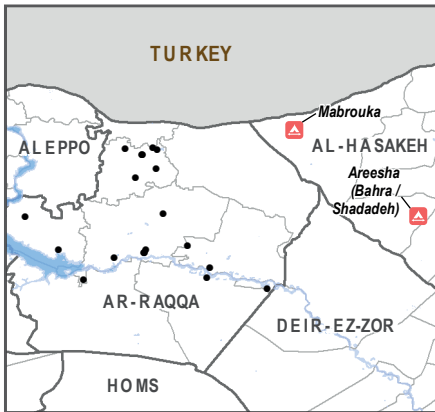 TURKEY
Mabrouka
ALEPPO
AL-HASAKEH
Areesha
(Bahra /
Shadadeh)
AR-RAQQA
DEIR-EZ-ZOR
HOMS